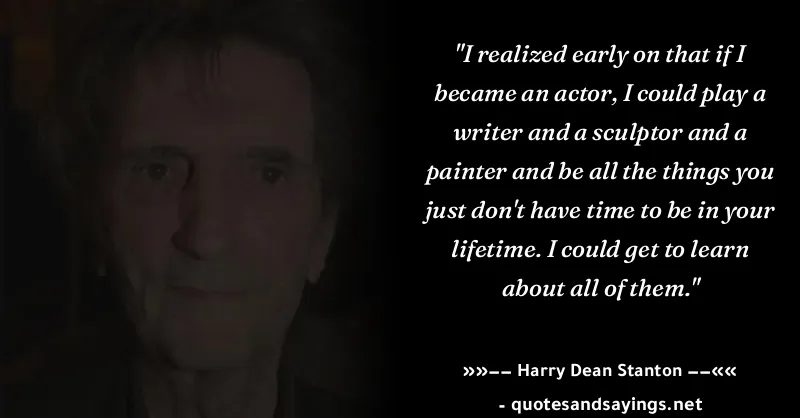 "I realized early on that if I
became an actor, I could play a
writer and a sculptor and a
painter and be all the things you
just don't have time to be in your
lifetime. I could get to learn
about all of them."
»»−− Harry Dean Stanton −−««
- quotesandsayings.net